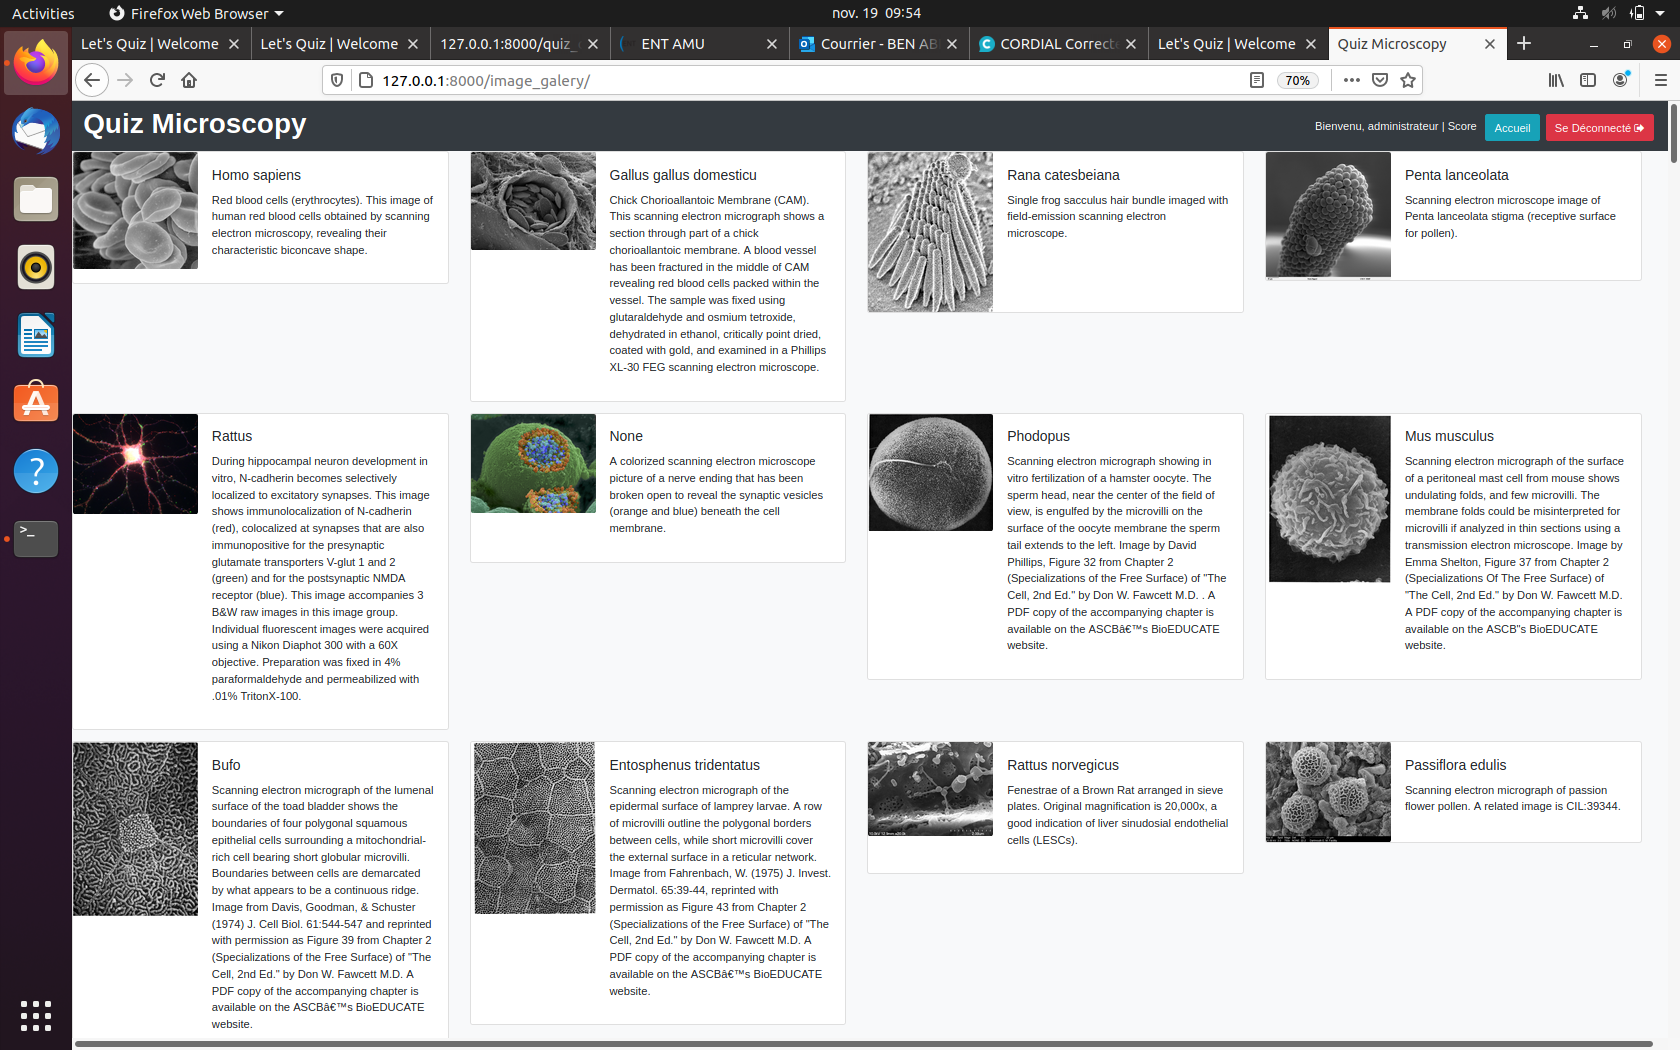 Activities
Firefox Web Browser
nov. 19 09:54
Let's Quiz | Welcome
Let's Quiz | Welcome
127.0.0.1:8000/quiz_
ENT AMU
Courrier - BEN AB
CORDIAL Correcte
Let's Quiz | Welcome
Quiz Microscopy
127.0.0.1:8000/image_galery/
70%
Quiz Microscopy
Bienvenu, administrateur | Score
Accueil
Se Déconnecté
Homo sapiens
Red blood cells (erythrocytes). This image of
human red blood cells obtained by scanning
electron microscopy, revealing their
characteristic biconcave shape.
Gallus gallus domesticu
Chick Chorioallantoic Membrane (CAM).
This scanning electron micrograph shows a
section through part of a chick
chorioallantoic membrane. A blood vessel
has been fractured in the middle of CAM
revealing red blood cells packed within the
vessel. The sample was fixed using
glutaraldehyde and osmium tetroxide,
dehydrated in ethanol, critically point dried,
coated with gold, and examined in a Phillips
XL-30 FEG scanning electron microscope.
Rana catesbeiana
Single frog sacculus hair bundle imaged with
field-emission scanning electron
microscope.
Penta lanceolata
Scanning electron microscope image of
Penta lanceolata stigma (receptive surface
for pollen).
Rattus
During hippocampal neuron development in
vitro, N-cadherin becomes selectively
localized to excitatory synapses. This image
shows immunolocalization of N-cadherin
(red), colocalized at synapses that are also
immunopositive for the presynaptic
glutamate transporters V-glut 1 and 2
(green) and for the postsynaptic NMDA
receptor (blue). This image accompanies 3
B&W raw images in this image group.
Individual fluorescent images were acquired
using a Nikon Diaphot 300 with a 60X
objective. Preparation was fixed in 4%
paraformaldehyde and permeabilized with
.01% TritonX-100.
None
A colorized scanning electron microscope
picture of a nerve ending that has been
broken open to reveal the synaptic vesicles
(orange and blue) beneath the cell
membrane.
Phodopus
Scanning electron micrograph showing in
vitro fertilization of a hamster oocyte. The
sperm head, near the center of the field of
view, is engulfed by the microvilli on the
surface of the oocyte membrane the sperm
tail extends to the left. Image by David
Phillips, Figure 32 from Chapter 2
(Specializations of the Free Surface) of "The
Cell, 2nd Ed." by Don W. Fawcett M.D. . A
PDF copy of the accompanying chapter is
available on the ASCBâ€™s BioEDUCATE
website.
Mus musculus
Scanning electron micrograph of the surface
of a peritoneal mast cell from mouse shows
undulating folds, and few microvilli. The
membrane folds could be misinterpreted for
microvilli if analyzed in thin sections using a
transmission electron microscope. Image by
Emma Shelton, Figure 37 from Chapter 2
(Specializations Of The Free Surface) of
"The Cell, 2nd Ed." by Don W. Fawcett M.D.
A PDF copy of the accompanying chapter is
available on the ASCB"s BioEDUCATE
website.
Bufo
Scanning electron micrograph of the lumenal
surface of the toad bladder shows the
boundaries of four polygonal squamous
epithelial cells surrounding a mitochondrial-
rich cell bearing short globular microvilli.
Boundaries between cells are demarcated
by what appears to be a continuous ridge.
Image from Davis, Goodman, & Schuster
(1974) J. Cell Biol. 61:544-547 and reprinted
with permission as Figure 39 from Chapter 2
(Specializations of the Free Surface) of "The
Cell, 2nd Ed." by Don W. Fawcett M.D. A
PDF copy of the accompanying chapter is
available on the ASCBâ€™s BioEDUCATE
website.
Entosphenus tridentatus
Scanning electron micrograph of the
epidermal surface of lamprey larvae. A row
of microvilli outline the polygonal borders
between cells, while short microvilli cover
the external surface in a reticular network.
Image from Fahrenbach, W. (1975) J. Invest.
Dermatol. 65:39-44, reprinted with
permission as Figure 43 from Chapter 2
(Specializations of the Free Surface) of "The
Cell, 2nd Ed." by Don W. Fawcett M.D. A
PDF copy of the accompanying chapter is
available on the ASCBâ€™s BioEDUCATE
website.
Rattus norvegicus
Fenestrae of a Brown Rat arranged in sieve
plates. Original magnification is 20,000x, a
good indication of liver sinudosial endothelial
cells (LESCs).
Passiflora edulis
Scanning electron micrograph of passion
flower pollen. A related image is CIL:39344.